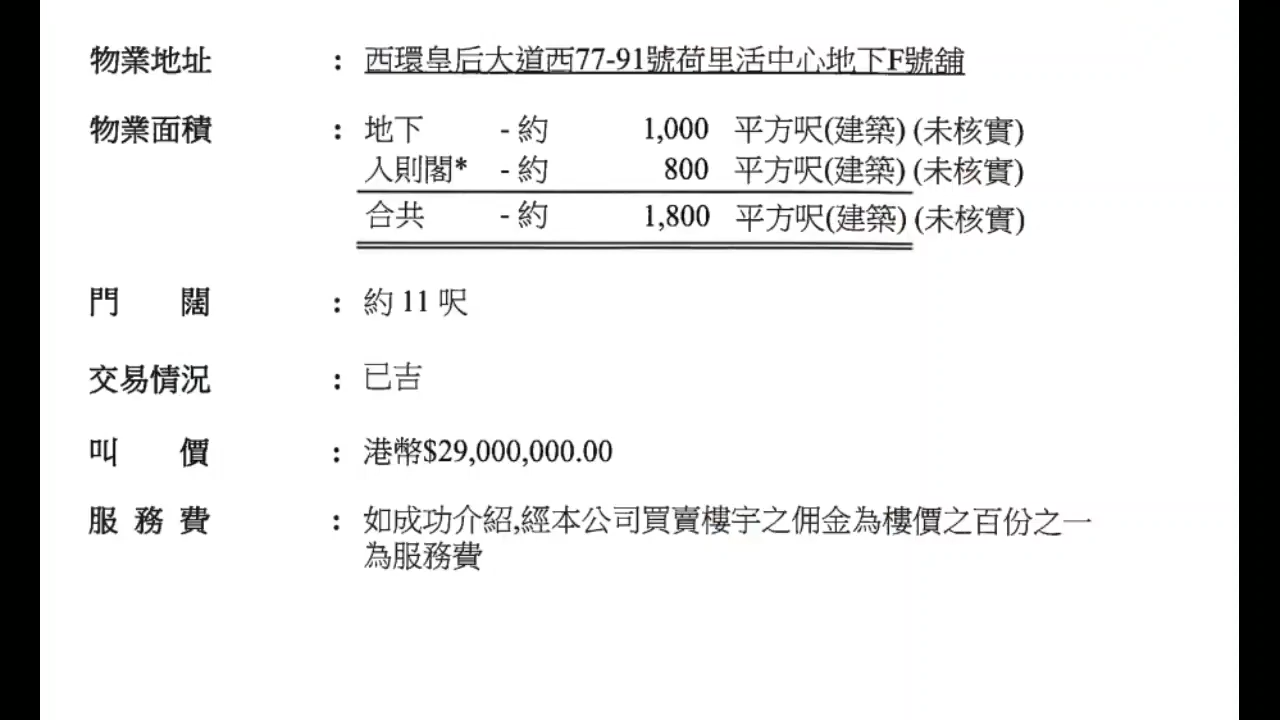 物業地址 : 西環皇后大道西77-91號荷里活中心地下F號舖
物業面積 : 地下 - 約 1,000 平方呎(建築) (未核實)
入則閣* - 約 800 平方呎(建築) (未核實)
合共 - 約 1,800 平方呎(建築) (未核實)
門 闊 : 約 11 呎
交易情況 : 已吉
叫 價 : 港幣$29,000,000.00
服 務 費 : 如成功介紹,經本公司買賣樓宇之佣金為樓價之百份之一
為服務費